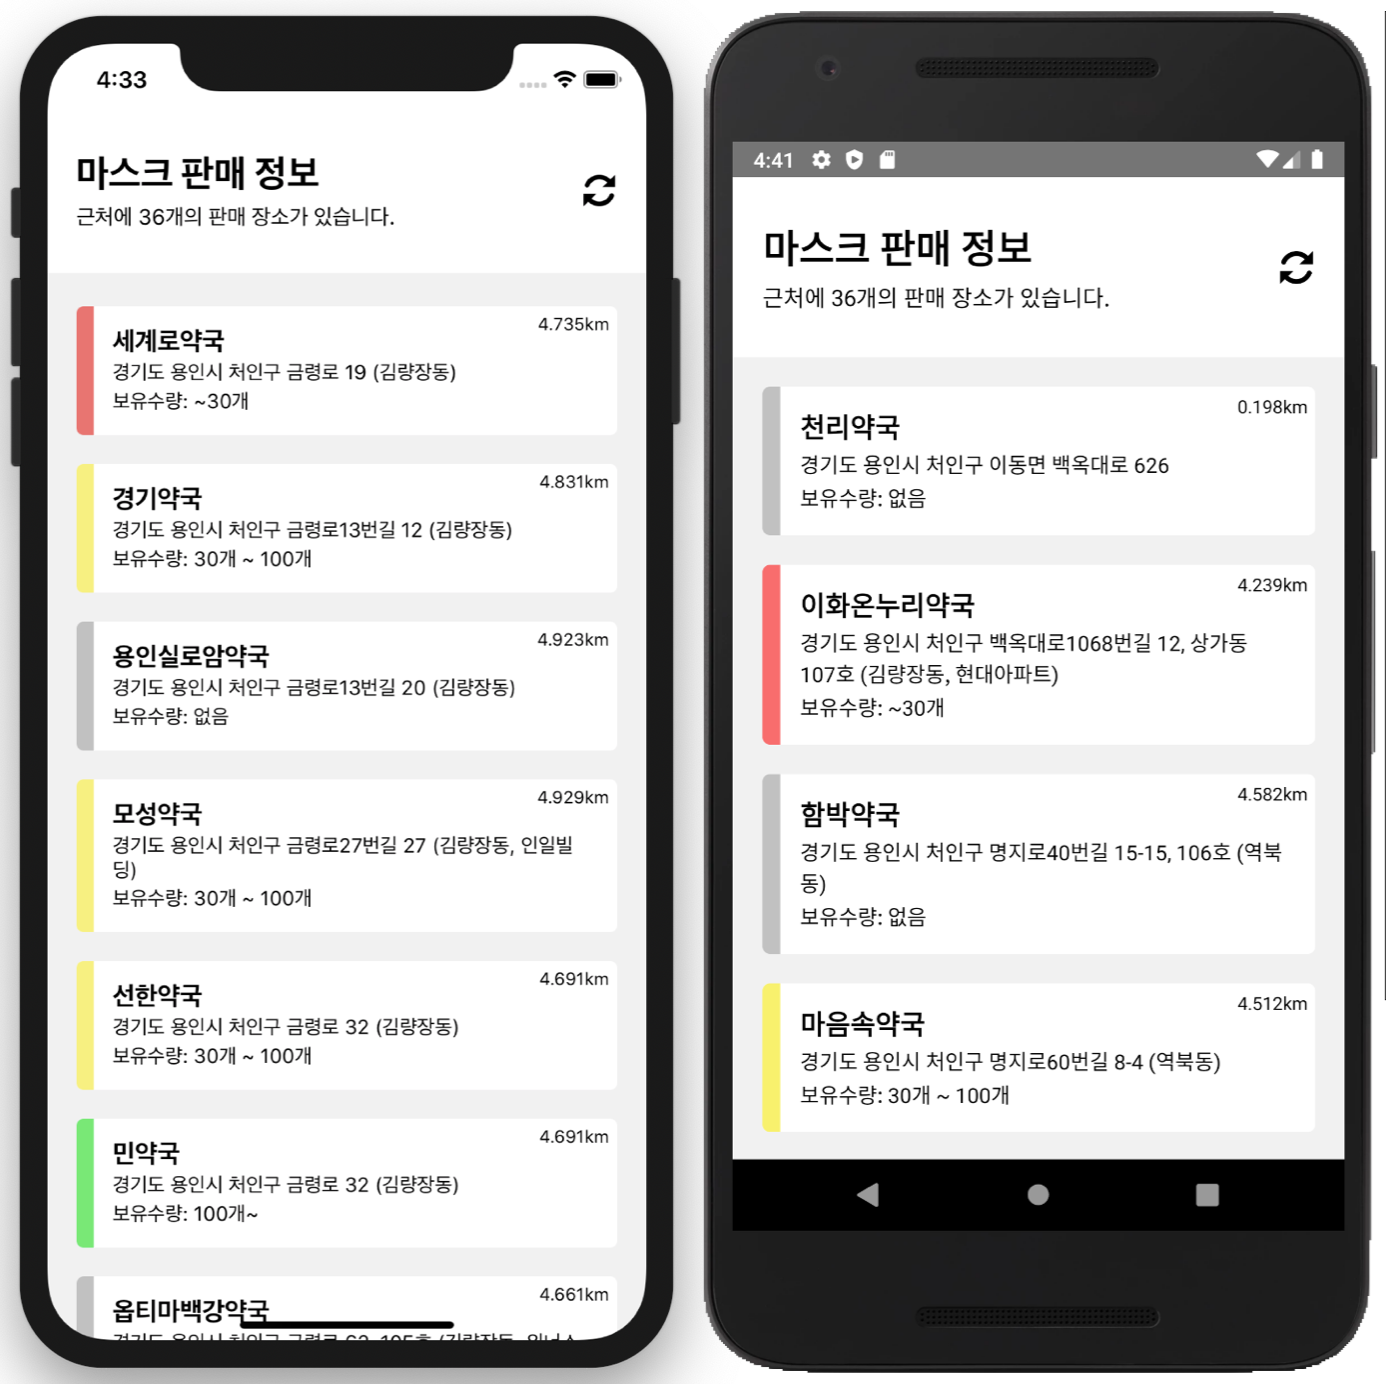 4:33
마스크 판매 정보
근처에 36개의 판매 장소가 있습니다.
4.735km
세계로약국
경기도 용인시 처인구 금령로 19 (김량장동)
보유수량: ~30개
4.831km
경기약국
경기도 용인시 처인구 금령로13번길 12 (김량장동)
보유수량: 30개 ~ 100개
4.923km
용인실로암약국
경기도 용인시 처인구 금령로13번길 20 (김량장동)
보유수량: 없음
4.929km
모성약국
경기도 용인시 처인구 금령로27번길 27 (김량장동, 인일빌
딩)
보유수량: 30개 ~ 100개
4.691km
선한약국
경기도 용인시 처인구 금령로 32 (김량장동)
보유수량: 30개 ~ 100개
4.691km
민약국
경기도 용인시 처인구 금령로 32 (김량장동)
보유수량: 100개~
4.661km
옵티마백강약국
경기도 용인시 처인구 금령로 63, 105호 (김량장동,
4:41
마스크 판매 정보
근처에 36개의 판매 장소가 있습니다.
0.198km
천리약국
경기도 용인시 처인구 이동면 백옥대로 626
보유수량: 없음
4.239km
이화온누리약국
경기도 용인시 처인구 백옥대로1068번길 12, 상가동
107호 (김량장동, 현대아파트)
보유수량: ~30개
4.582km
함박약국
경기도 용인시 처인구 명지로40번길 15-15, 106호 (역북
동)
보유수량: 없음
4.512km
마음속약국
경기도 용인시 처인구 명지로60번길 8-4 (역북동)
보유수량: 30개 ~ 100개